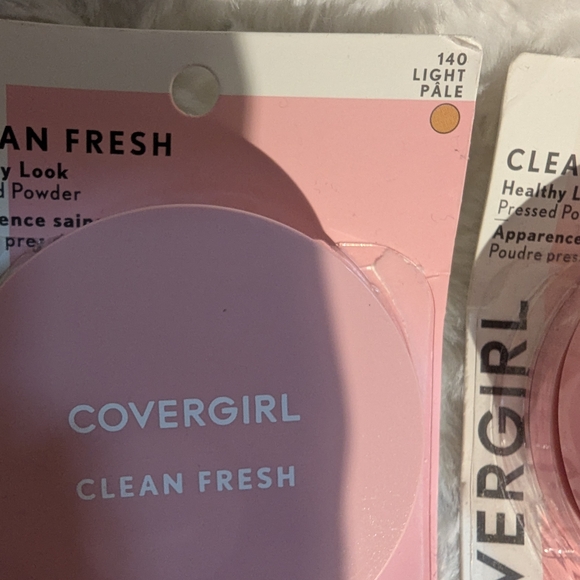 140
LIGHT
PÂLE
AN FRESH
y Look
d Powder
ence sain
pre
COVERGIRL
CLEAN FRESH
CLEA
Healthy L
Pressed Po
Apparence
Poudre pres
VERGIRL